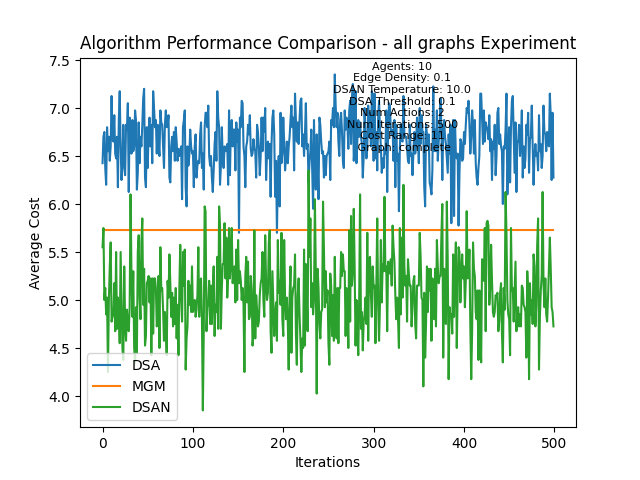 Algorithm Performance Comparison - all graphs Experiment
Agents: 10
Edge Density: 0.1
DSAN Temperature: 10.0
DSA Threshold: 0.1
Num Actions: 2
Num Iterations: 500
Cost Range: 11
Graph: complete
Average Cost
7.5
7.0
6.5
6.0
5.5
5.0
4.5
4.0
DSA
MGM
DSAN
0
100
200
300
400
500
Iterations